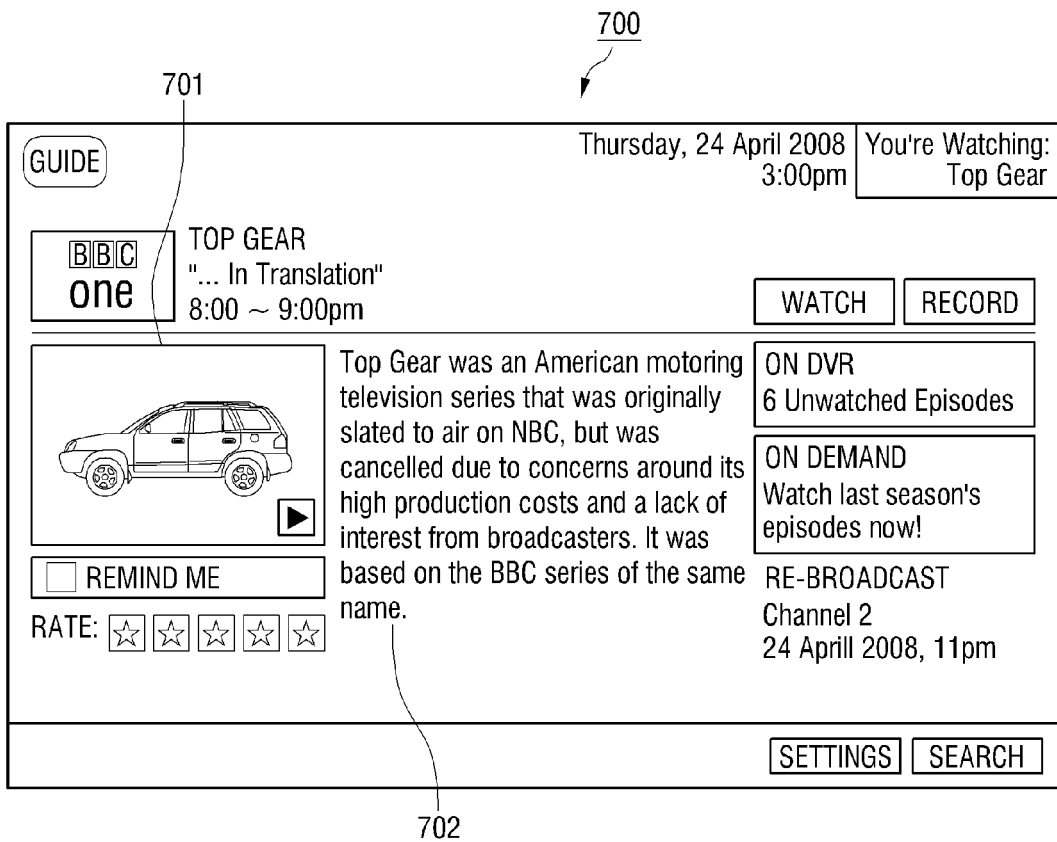 700
701
GUIDE
Thursday, 24 April 2008
3:00pm
You're Watching:
Top Gear
BBC
one
TOP GEAR
"... In Translation"
8:00 ~ 9:00pm
WATCH
RECORD
Top Gear was an American motoring
television series that was originally
slated to air on NBC, but was
cancelled due to concerns around its
high production costs and a lack of
interest from broadcasters. It was
based on the BBC series of the same
name.
REMIND ME
RATE:
ON DVR
6 Unwatched Episodes
ON DEMAND
Watch last season's
episodes now!
RE-BROADCAST
Channel 2
24 Aprill 2008, 11pm
SETTINGS
SEARCH
702